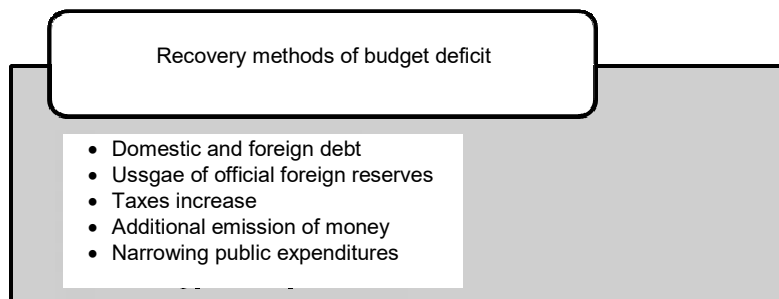 Recovery methods of budget deficit
• Domestic and foreign debt
• Ussgae of official foreign reserves
• Taxes increase
• Additional emission of money
• Narrowing public expenditures